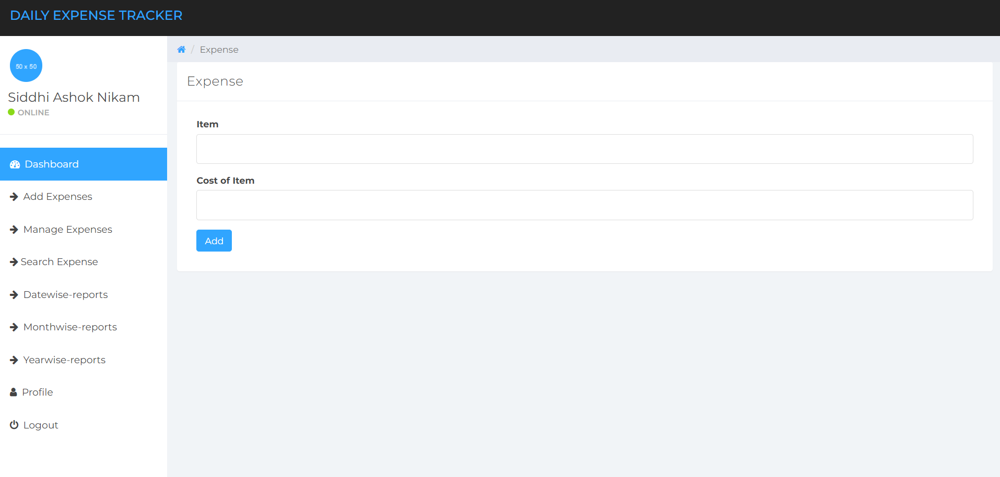 DAILY EXPENSE TRACKER
50 x 50
Siddhi Ashok Nikam
ONLINE
Dashboard
Add Expenses
Manage Expenses
Search Expense
Datewise-reports
Monthwise-reports
Yearwise-reports
Profile
Logout
/ Expense
Expense
Item
Cost of Item
Add